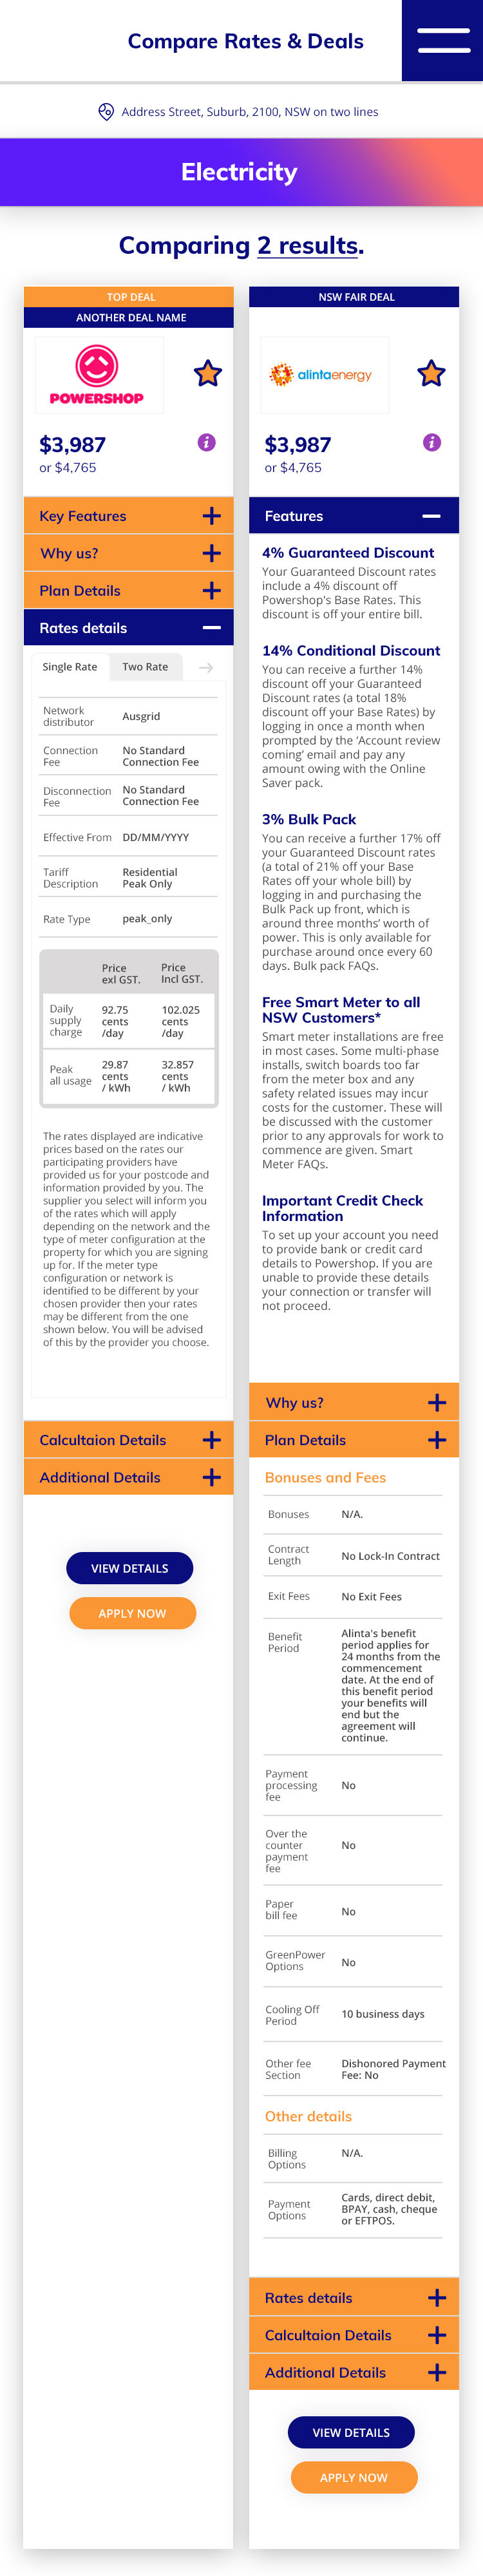 Compare Rates & Deals
Address Street, Suburb, 2100, NSW on two lines
Electricity
Comparing 2 results.
TOP DEAL
ANOTHER DEAL NAME
POWERSHOP
$3,987
i
or $4,765
Key Features
Why us?
Plan Details
Rates details
Single Rate
Two Rate
Network
distributor
Ausgrid
Connection
Fee
No Standard
Connection Fee
Disconnection
Fee
No Standard
Connection Fee
Effective From
DD/MM/YYYY
Tariff
Description
Residential
Peak Only
Rate Type
peak_only
Price
exl GST.
Price
Incl GST.
Daily
supply
charge
92.75
cents
/day
102.025
cents
/day
Peak
all usage
29.87
cents
/ kWh
32.857
cents
/ kWh
The rates displayed are indicative
prices based on the rates our
participating providers have
provided us for your postcode and
information provided by you. The
supplier you select will inform you
of the rates which will apply
depending on the network and the
type of meter configuration at the
property for which you are signing
up for. If the meter type
configuration or network is
identified to be different by your
chosen provider then your rates
may be different from the one
shown below. You will be advised
of this by the provider you choose.
Calcultaion Details
Additional Details
VIEW DETAILS
APPLY NOW
NSW FAIR DEAL
alintaenergy
$3,987
i
or $4,765
Features
4% Guaranteed Discount
Your Guaranteed Discount rates
include a 4% discount off
Powershop's Base Rates. This
discount is off your entire bill.
14% Conditional Discount
You can receive a further 14%
discount off your Guaranteed
Discount rates (a total 18%
discount off your Base Rates) by
logging in once a month when
prompted by the 'Account review
coming' email and pay any
amount owing with the Online
Saver pack.
3% Bulk Pack
You can receive a further 17% off
your Guaranteed Discount rates
(a total of 21% off your Base
Rates off your whole bill) by
logging in and purchasing the
Bulk Pack up front, which is
around three months' worth of
power. This is only available for
purchase around once every 60
days. Bulk pack FAQs.
Free Smart Meter to all
NSW Customers*
Smart meter installations are free
in most cases. Some multi-phase
installs, switch boards too far
from the meter box and any
safety related issues may incur
costs for the customer. These will
be discussed with the customer
prior to any approvals for work to
commence are given. Smart
Meter FAQs.
Important Credit Check
Information
To set up your account you need
to provide bank or credit card
details to Powershop. If you are
unable to provide these details
your connection or transfer will
not proceed.
Why us?
Plan Details
Bonuses and Fees
Bonuses
N/A.
Contract
Length
No Lock-In Contract
Exit Fees
No Exit Fees
Benefit
Period
Alinta's benefit
period applies for
24 months from the
commencement
date. At the end of
this benefit period
your benefits will
end but the
agreement will
continue.
Payment
processing
fee
No
Over the
counter
payment
fee
No
Paper
bill fee
No
GreenPower
Options
No
Cooling Off
Period
10 business days
Other fee
Section
Dishonored Payment
Fee: No
Other details
Billing
Options
N/A.
Payment
Options
Cards, direct debit,
BPAY, cash, cheque
or EFTPOS.
Rates details
Calcultaion Details
Additional Details
VIEW DETAILS
APPLY NOW